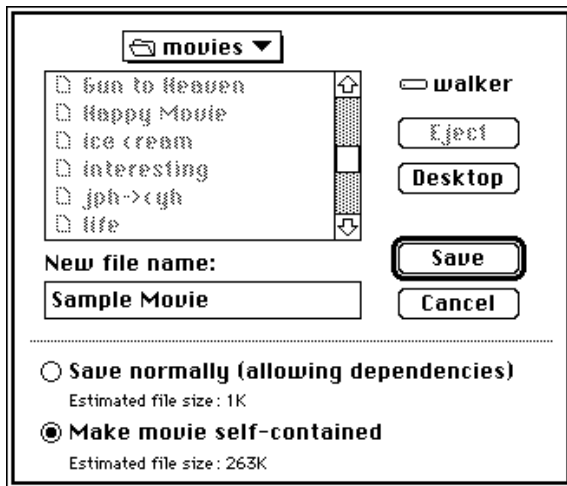 movies
Gun to Heaven
Happy Movie
ice cream
interesting
jph->cyh
life
walker
Eject
Desktop
New file name:
Sample Movie
Save
Cancel
Save normally (allowing dependencies)
Estimated file size: 1K
Make movie self-contained
Estimated file size: 263K